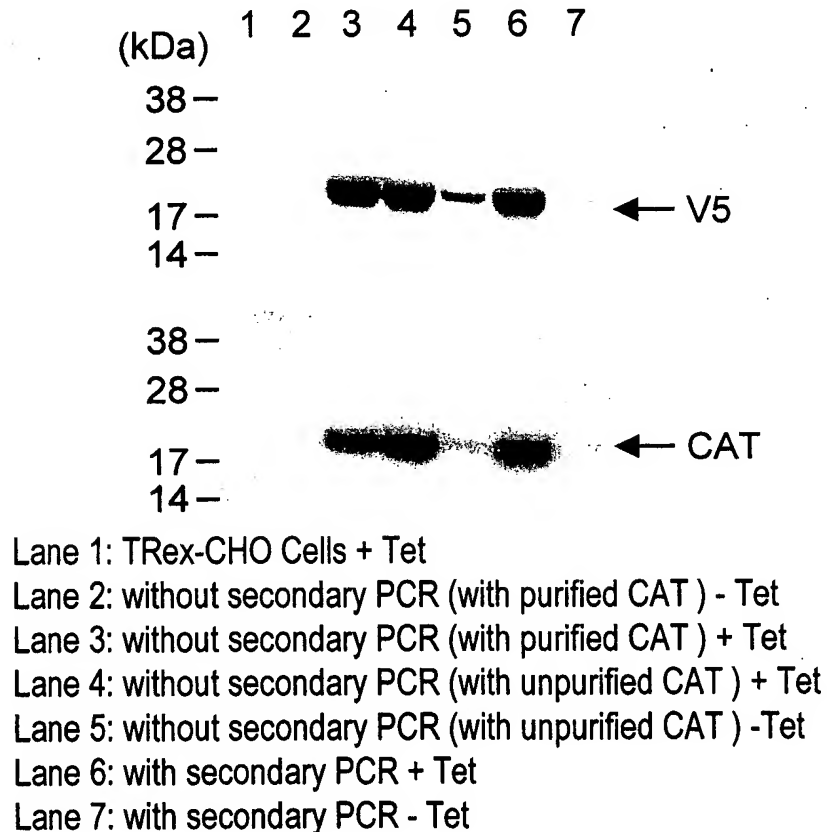 1 2 3 4 5 6 7
(kDa)
38 –
28 –
17 –
14 –
← V5
38 –
28 –
17 –
14 –
← CAT
Lane 1: TRex-CHO Cells + Tet
Lane 2: without secondary PCR (with purified CAT ) - Tet
Lane 3: without secondary PCR (with purified CAT ) + Tet
Lane 4: without secondary PCR (with unpurified CAT ) + Tet
Lane 5: without secondary PCR (with unpurified CAT ) -Tet
Lane 6: with secondary PCR + Tet
Lane 7: with secondary PCR - Tet